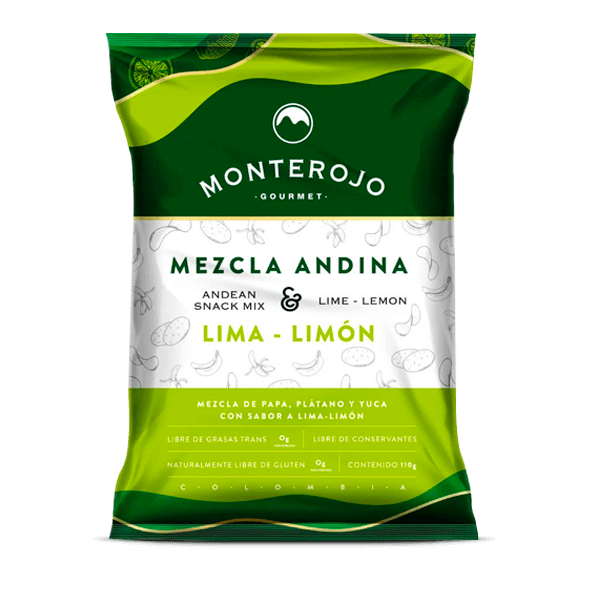 MONTEROJO
· GOURMET ·
MEZCLA ANDINA
ANDEAN
SNACK MIX
&
LIME - LEMON
LIMA - LIMÓN
MEZCLA DE PAPA, PLÁTANO Y YUCA
CON SABOR A LIMA-LIMÓN
LIBRE DE GRASAS TRANS
0g
LIBRE DE CONSERVANTES
NATURALMENTE LIBRE DE GLUTEN
0g
CONTENIDO 110g
· C · O · L · O · M · B · I · A ·